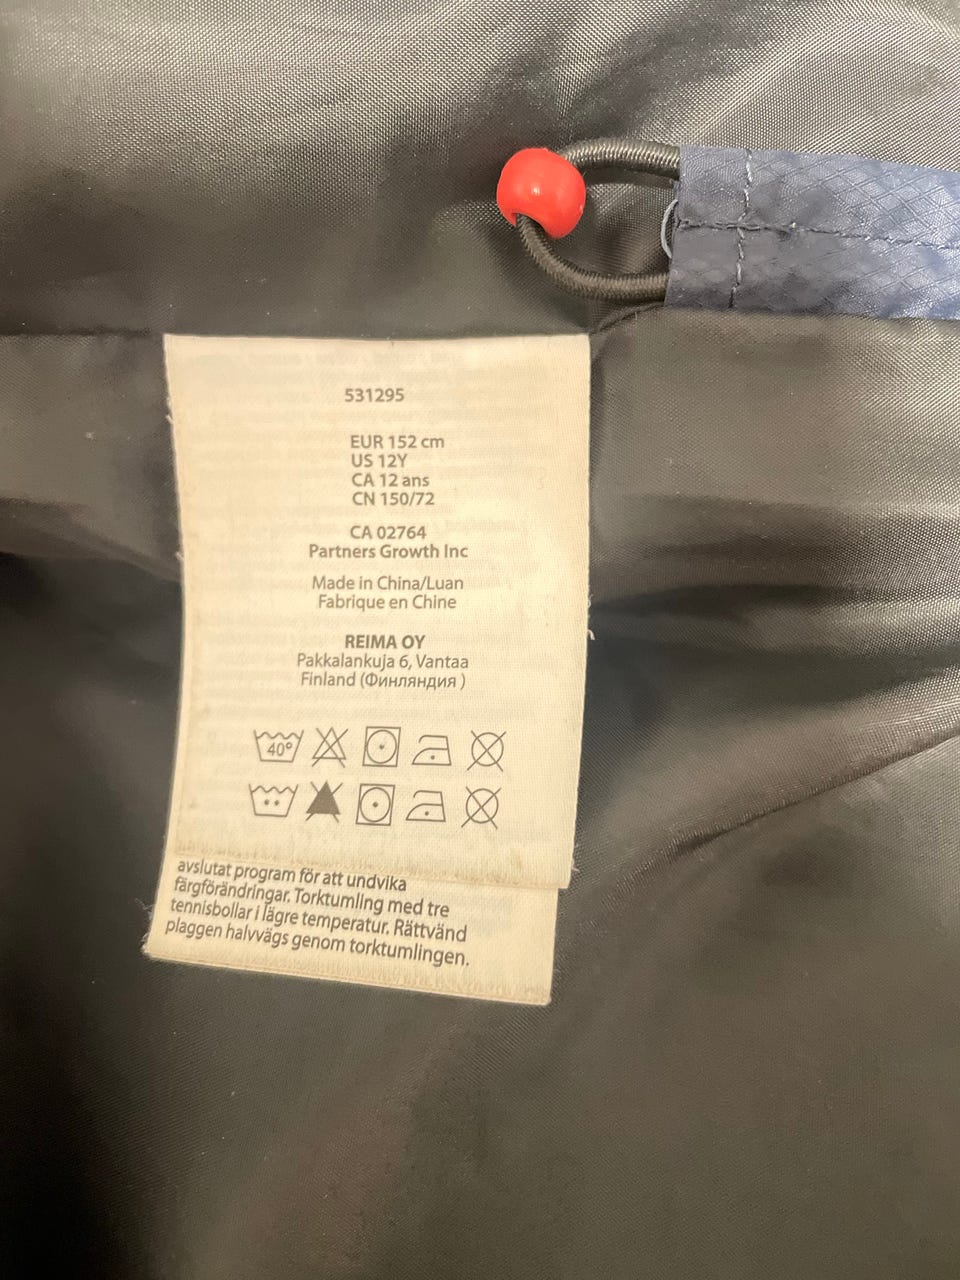 531295
EUR 152 cm
US 12Y
CA 12 ans
CN 150/72
CA 02764
Partners Growth Inc
Made in China/Luan
Fabrique en Chine
REIMA OY
Pakkalankuja 6, Vantaa
Finland (Финляндия )
40°
avslutat program för att undvika
färgförändringar. Torktumling med tre
tennisbollar i lägre temperatur. Rättvänd
plaggen halvvägs genom torktumlingen.